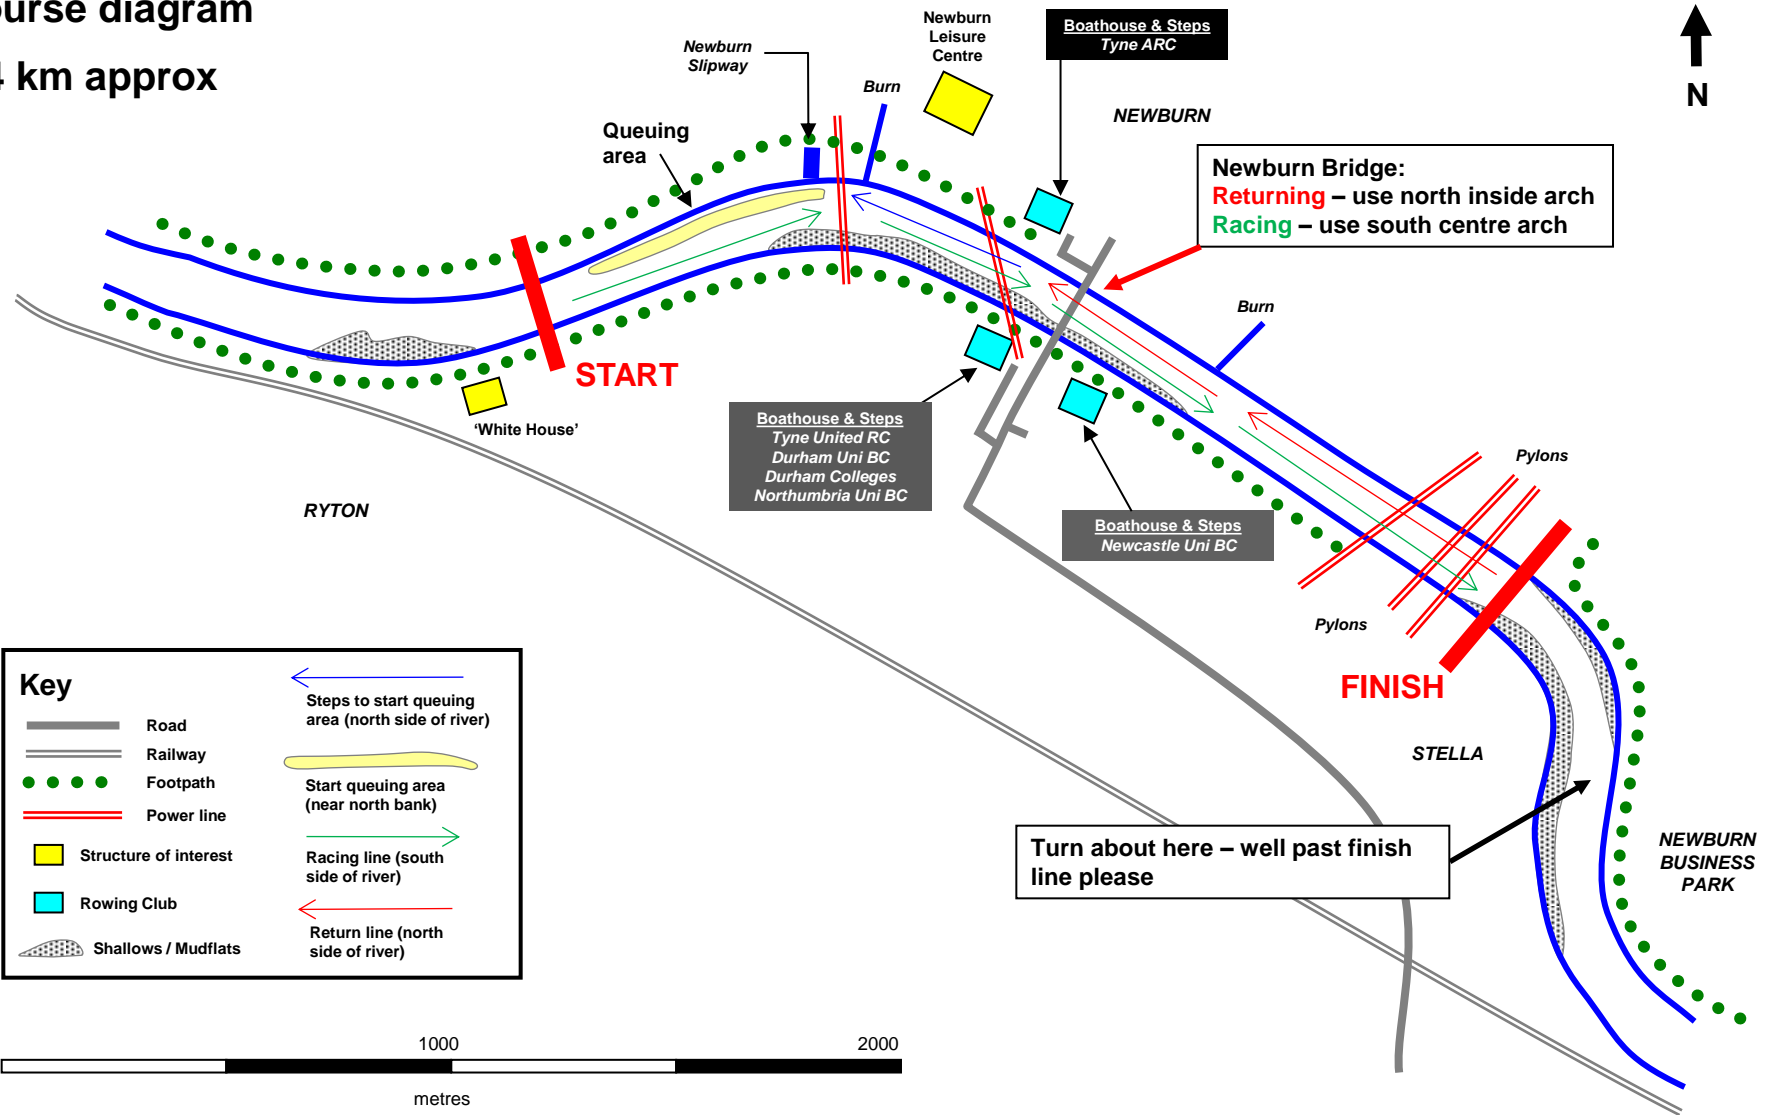 ourse diagram
km approx
Newburn
Slipway
Newburn
Leisure
Centre
Boathouse & Steps
Tyne ARC
N
Burn
NEWBURN
Queuing
area
Newburn Bridge:
Returning – use north inside arch
Racing – use south centre arch
Burn
START
'White House'
Boathouse & Steps
Tyne United RC
Durham Uni BC
Durham Colleges
Northumbria Uni BC
Boathouse & Steps
Newcastle Uni BC
Pylons
Pylons
RYTON
FINISH
STELLA
Turn about here – well past finish
line please
NEWBURN
BUSINESS
PARK
Key
Road
Railway
Footpath
Power line
Structure of interest
Rowing Club
Shallows / Mudflats
Steps to start queuing
area (north side of river)
Start queuing area
(near north bank)
Racing line (south
side of river)
Return line (north
side of river)
1000
2000
metres